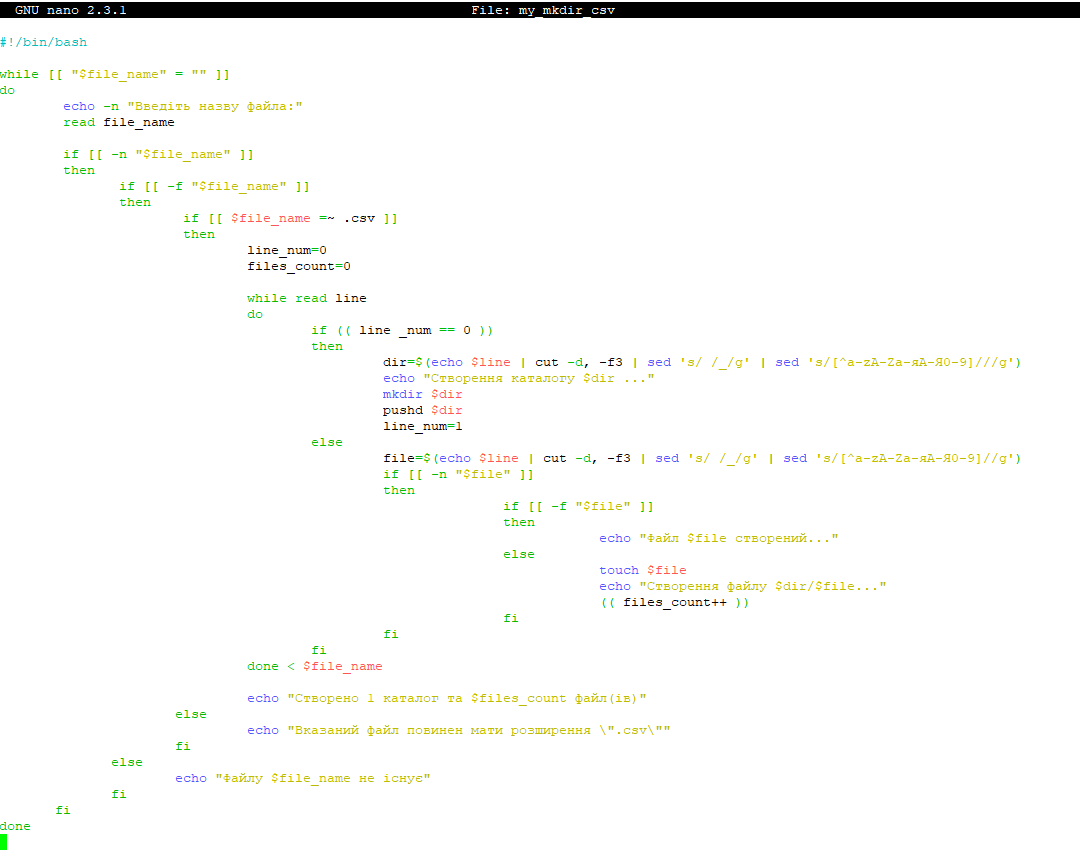 GNU nano 2.3.1 File: my_mkdir_csv
#!/bin/bash
while [[ "$file_name" = "" ]]
do
echo -n "Введіть назву файла:"
read file_name
if [[ -n "$file_name" ]]
then
if [[ -f "$file_name" ]]
then
if [[ $file_name =~ .csv ]]
then
line_num=0
files_count=0
while read line
do
if (( line _num == 0 ))
then
dir=$(echo $line | cut -d, -f3 | sed 's/ /_/g' | sed 's/[^a-zA-Zа-яА-Я0-9]///g')
echo "Створення каталогу $dir ..."
mkdir $dir
pushd $dir
line_num=1
else
file=$(echo $line | cut -d, -f3 | sed 's/ /_/g' | sed 's/[^a-zA-Zа-яА-Я0-9]//g')
if [[ -n "$file" ]]
then
if [[ -f "$file" ]]
then
echo "Файл $file створений..."
else
touch $file
echo "Створення файлу $dir/$file..."
(( files_count++ ))
fi
fi
fi
done < $file_name
echo "Створено 1 каталог та $files_count файл(ів)"
else
echo "Вказаний файл повинен мати розширення \".csv\""
fi
else
echo "Файлу $file_name не існує"
fi
fi
done